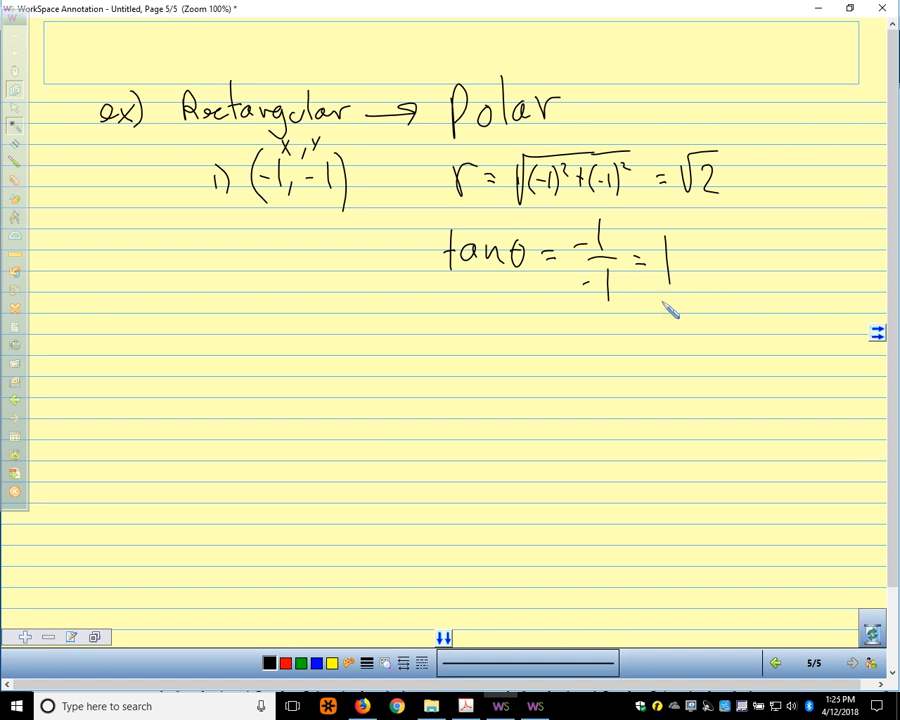 WorkSpace Annotation - Untitled, Page 5/5 (Zoom 100%) *
ex) Rectangular → Polar
x , y
1) (-1, -1) r = √(-1)²+(-1)² = √2
tanθ = -1/-1 = 1
5/5
Type here to search
1:25 PM
4/12/2018